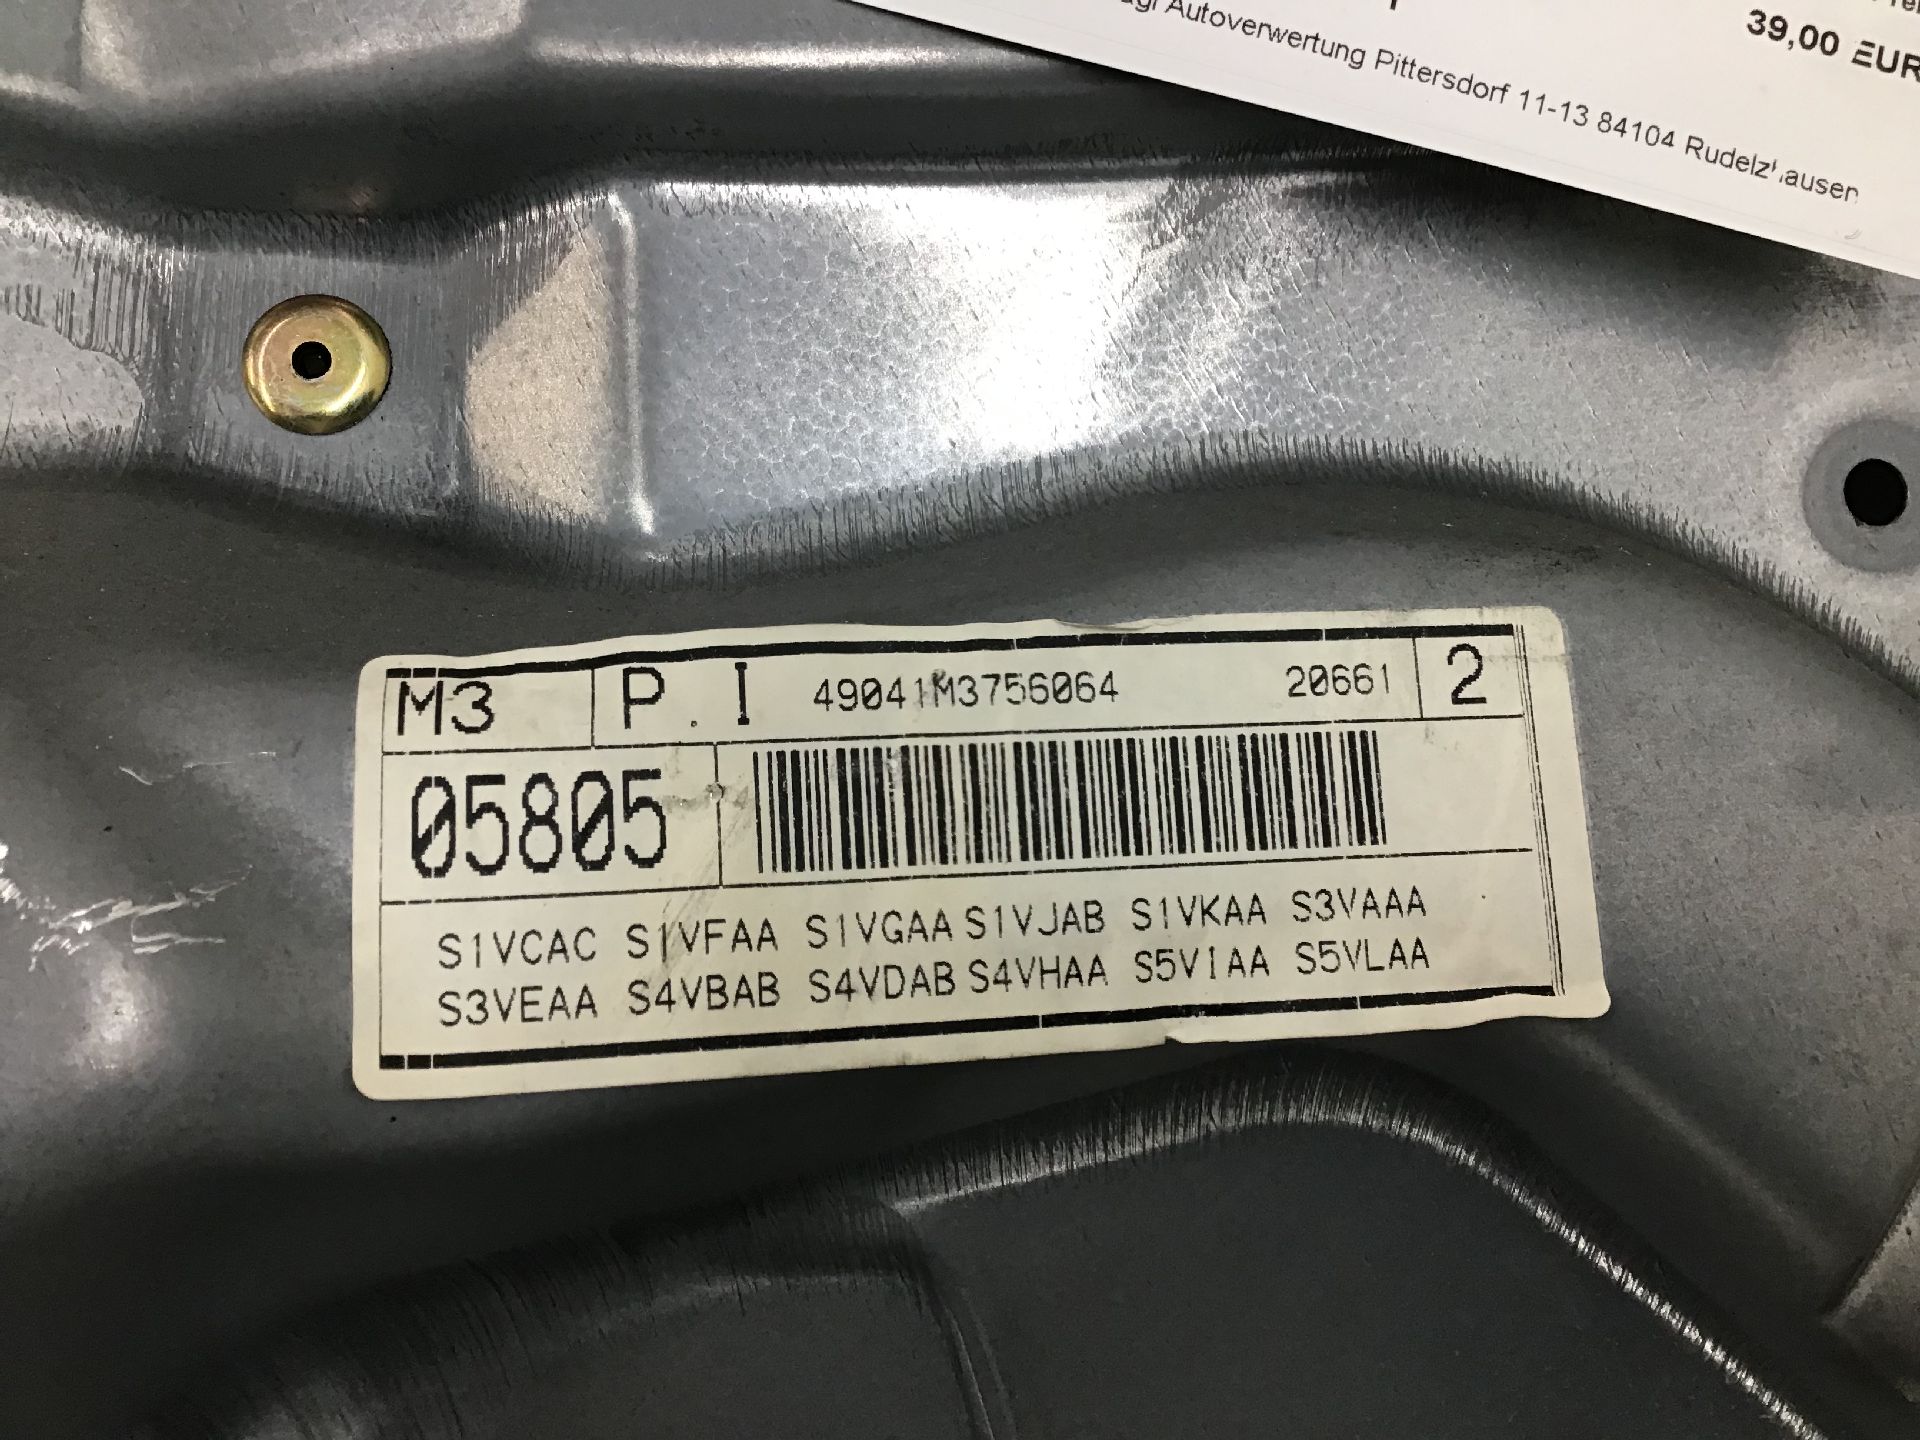 39,00 EUR
Autoverwertung Pittersdorf 11-13 84104 Rudelzhausen
M3 P. I 49041M3756064 20661 2
05805
S1VCAC S1VFAA S1VGAA S1VJAB S1VKAA S3VAAA
S3VEAA S4VBAB S4VDAB S4VHAA S5V1AA S5VLAA